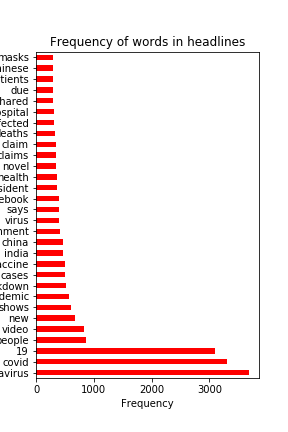 Frequency of words in headlines
masks
inese
tients
due
hared
ospital
fected
deaths
claim
claims
novel
health
sident
ebook
says
virus
nment
china
india
accine
cases
kdown
demic
shows
new
video
people
19
covid
avirus
0
1000
2000
3000
Frequency